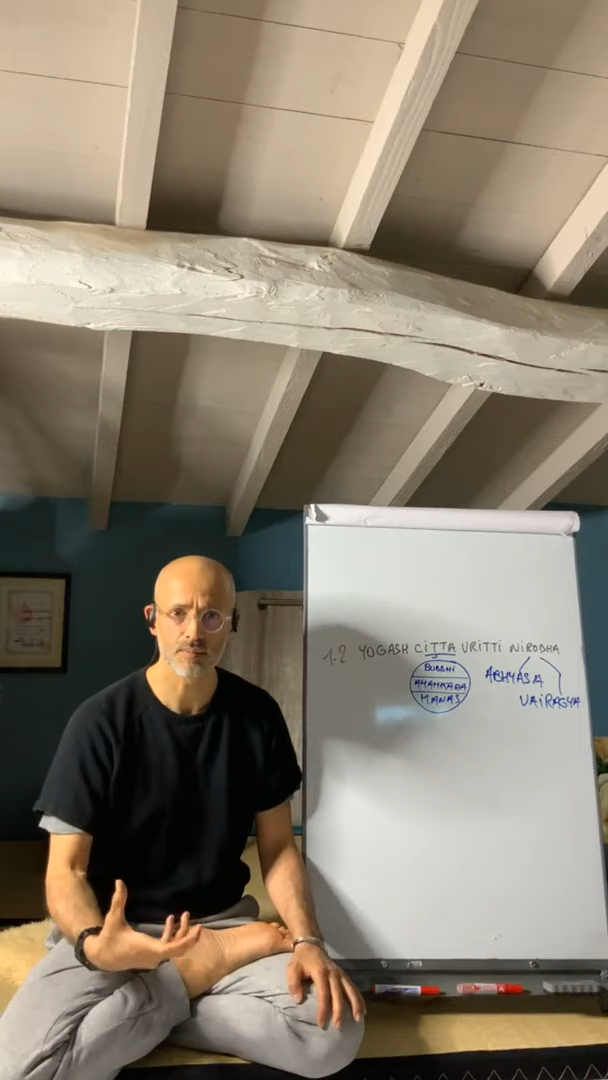 1.2 YOGASH CITTA VRITTI NIRODHA
BUDDHI
AHAMKARA
MANAS
ABHYASA
VAIRAGYA